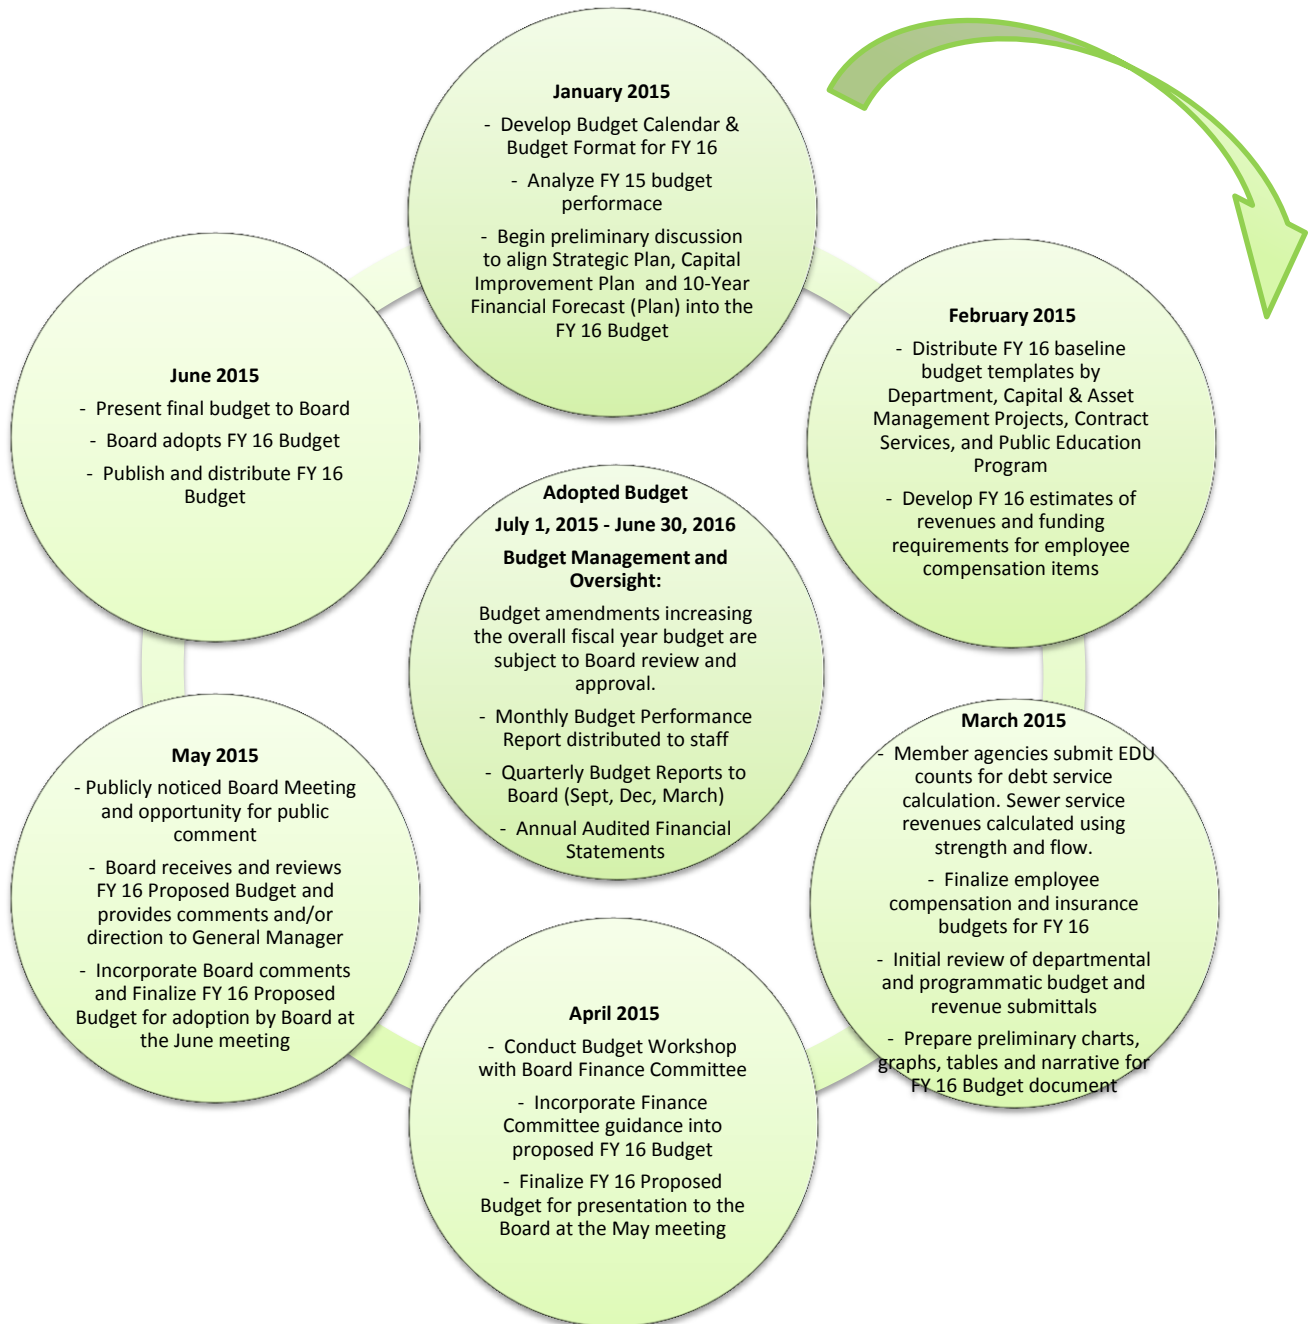 January 2015
- Develop Budget Calendar &
Budget Format for FY 16
- Analyze FY 15 budget
performace
- Begin preliminary discussion
to align Strategic Plan, Capital
Improvement Plan and 10-Year
Financial Forecast (Plan) into the
FY 16 Budget
February 2015
- Distribute FY 16 baseline
budget templates by
Department, Capital & Asset
Management Projects, Contract
Services, and Public Education
Program
- Develop FY 16 estimates of
revenues and funding
requirements for employee
compensation items
March 2015
- Member agencies submit EDU
counts for debt service
calculation. Sewer service
revenues calculated using
strength and flow.
- Finalize employee
compensation and insurance
budgets for FY 16
- Initial review of departmental
and programmatic budget and
revenue submittals
- Prepare preliminary charts,
graphs, tables and narrative for
FY 16 Budget document
April 2015
- Conduct Budget Workshop
with Board Finance Committee
- Incorporate Finance
Committee guidance into
proposed FY 16 Budget
- Finalize FY 16 Proposed
Budget for presentation to the
Board at the May meeting
May 2015
- Publicly noticed Board Meeting
and opportunity for public
comment
- Board receives and reviews
FY 16 Proposed Budget and
provides comments and/or
direction to General Manager
- Incorporate Board comments
and Finalize FY 16 Proposed
Budget for adoption by Board at
the June meeting
June 2015
- Present final budget to Board
- Board adopts FY 16 Budget
- Publish and distribute FY 16
Budget
Adopted Budget
July 1, 2015 - June 30, 2016
Budget Management and
Oversight:
Budget amendments increasing
the overall fiscal year budget are
subject to Board review and
approval.
- Monthly Budget Performance
Report distributed to staff
- Quarterly Budget Reports to
Board (Sept, Dec, March)
- Annual Audited Financial
Statements